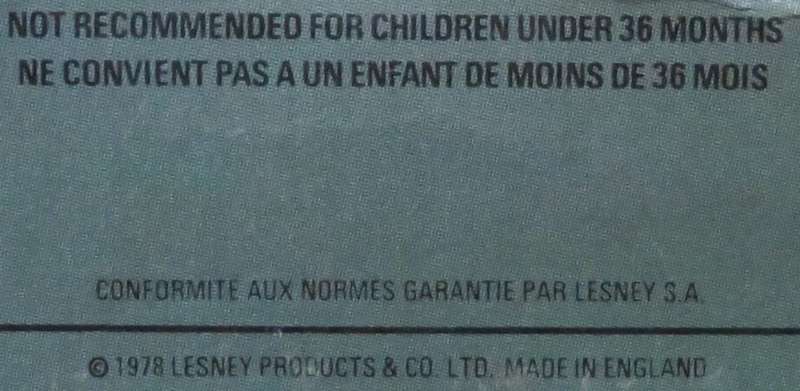 NOT RECOMMENDED FOR CHILDREN UNDER 36 MONTHS
NE CONVIENT PAS A UN ENFANT DE MOINS DE 36 MOIS
CONFORMITE AUX NORMES GARANTIE PAR LESNEY S.A.
© 1978 LESNEY PRODUCTS & CO. LTD. MADE IN ENGLAND